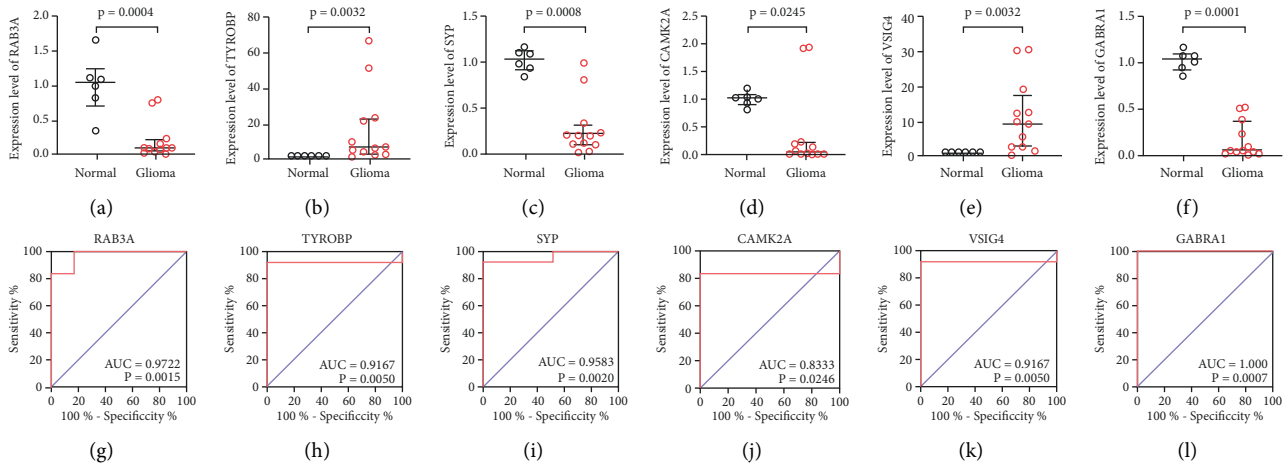 p = 0.0004
Expression level of RAB3A
2.0
1.5
1.0
0.5
0.0
Normal Glioma
(a)
p = 0.0032
Expression level of TYROBP
80
60
40
20
0
Normal Glioma
(b)
p = 0.0008
Expression level of SYP
1.5
1.0
0.5
0.0
Normal Glioma
(c)
p = 0.0245
Expression level of CAMK2A
2.5
2.0
1.5
1.0
0.5
0.0
Normal Glioma
(d)
p = 0.0032
Expression level of VSIG4
40
30
20
10
0
Normal Glioma
(e)
p = 0.0001
Expression level of GABRA1
1.5
1.0
0.5
0.0
Normal Glioma
(f)
RAB3A
Sensitivity %
100
80
60
40
20
0
AUC = 0.9722
P = 0.0015
0 20 40 60 80 100
100 % - Specificcity %
(g)
TYROBP
Sensitivity %
100
80
60
40
20
0
AUC = 0.9167
P = 0.0050
0 20 40 60 80 100
100 % - Specificcity %
(h)
SYP
Sensitivity %
100
80
60
40
20
0
AUC = 0.9583
P = 0.0020
0 20 40 60 80 100
100 % - Specificcity %
(i)
CAMK2A
Sensitivity %
100
80
60
40
20
0
AUC = 0.8333
P = 0.0246
0 20 40 60 80 100
100 % - Specificcity %
(j)
VSIG4
Sensitivity %
100
80
60
40
20
0
AUC = 0.9167
P = 0.0050
0 20 40 60 80 100
100 % - Specificcity %
(k)
GABRA1
Sensitivity %
100
80
60
40
20
0
AUC = 1.000
P = 0.0007
0 20 40 60 80 100
100 % - Specificcity %
(l)